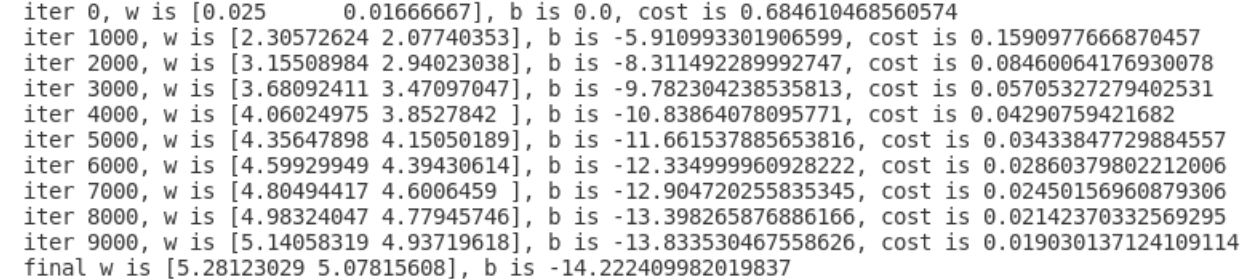 iter 0, w is [0.025      0.01666667], b is 0.0, cost is 0.684610468560574
iter 1000, w is [2.30572624 2.07740353], b is -5.910993301906599, cost is 0.1590977666870457
iter 2000, w is [3.15508984 2.94023038], b is -8.311492289992747, cost is 0.08460064176930078
iter 3000, w is [3.68092411 3.47097047], b is -9.782304238535813, cost is 0.05705327279402531
iter 4000, w is [4.06024975 3.8527842 ], b is -10.83864078095771, cost is 0.04290759421682
iter 5000, w is [4.35647898 4.15050189], b is -11.661537885653816, cost is 0.034338477729884557
iter 6000, w is [4.59929949 4.39430614], b is -12.334999960928222, cost is 0.02860379802212006
iter 7000, w is [4.80494417 4.6006459 ], b is -12.904720255835345, cost is 0.02450156960879306
iter 8000, w is [4.98324047 4.77945746], b is -13.398265876886166, cost is 0.02142370332569295
iter 9000, w is [5.14058319 4.93719618], b is -13.833530467558626, cost is 0.019030137124109114
final w is [5.28123029 5.07815608], b is -14.222409982019837